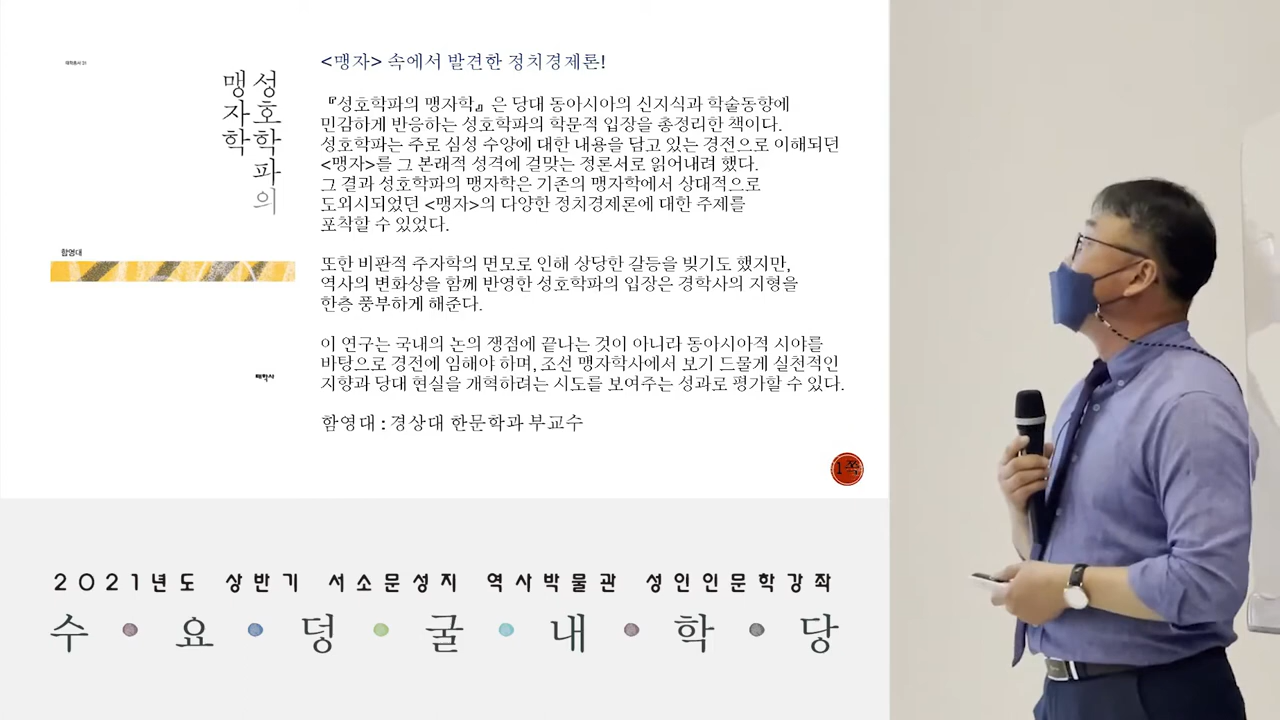 태학총서 31
성호학파의
맹자학
함영대
태학사
<맹자> 속에서 발견한 정치경제론!
『성호학파의 맹자학』은 당대 동아시아의 신지식과 학술동향에
민감하게 반응하는 성호학파의 학문적 입장을 총정리한 책이다.
성호학파는 주로 심성 수양에 대한 내용을 담고 있는 경전으로 이해되던
<맹자>를 그 본래적 성격에 걸맞는 정론서로 읽어내려 했다.
그 결과 성호학파의 맹자학은 기존의 맹자학에서 상대적으로
도외시되었던 <맹자>의 다양한 정치경제론에 대한 주제를
포착할 수 있었다.
또한 비판적 주자학의 면모로 인해 상당한 갈등을 빚기도 했지만,
역사의 변화상을 함께 반영한 성호학파의 입장은 경학사의 지형을
한층 풍부하게 해준다.
이 연구는 국내의 논의 쟁점에 끝나는 것이 아니라 동아시아적 시야를
바탕으로 경전에 임해야 하며, 조선 맹자학사에서 보기 드물게 실천적인
지향과 당대 현실을 개혁하려는 시도를 보여주는 성과로 평가할 수 있다.
함영대 : 경상대 한문학과 부교수
1쪽
2021년도 상반기 서소문성지 역사박물관 성인인문학강좌
수•요•덩•굴•내•학•당